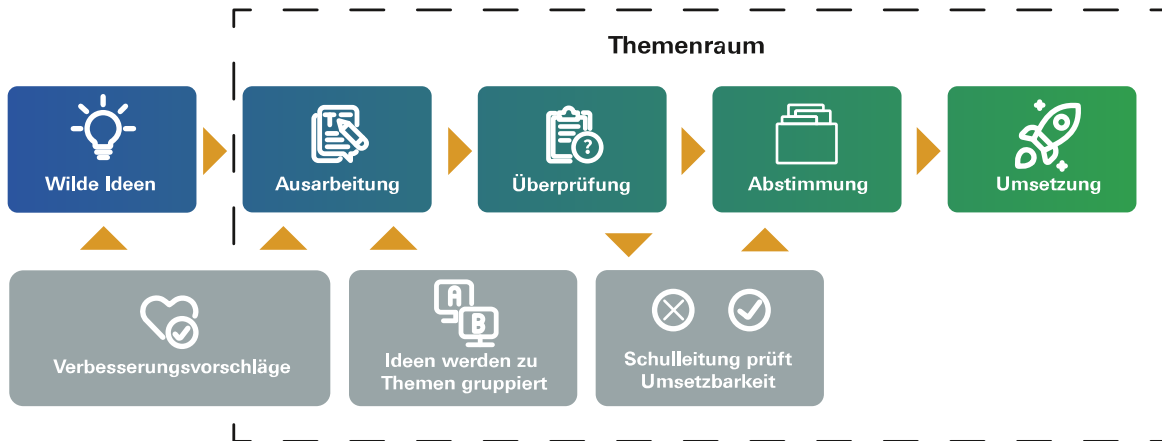 Themenraum
Wilde Ideen
Ausarbeitung
Überprüfung
Abstimmung
Umsetzung
Verbesserungsvorschläge
Ideen werden zu
Themen gruppiert
Schulleitung prüft
Umsetzbarkeit
T
?
A
B